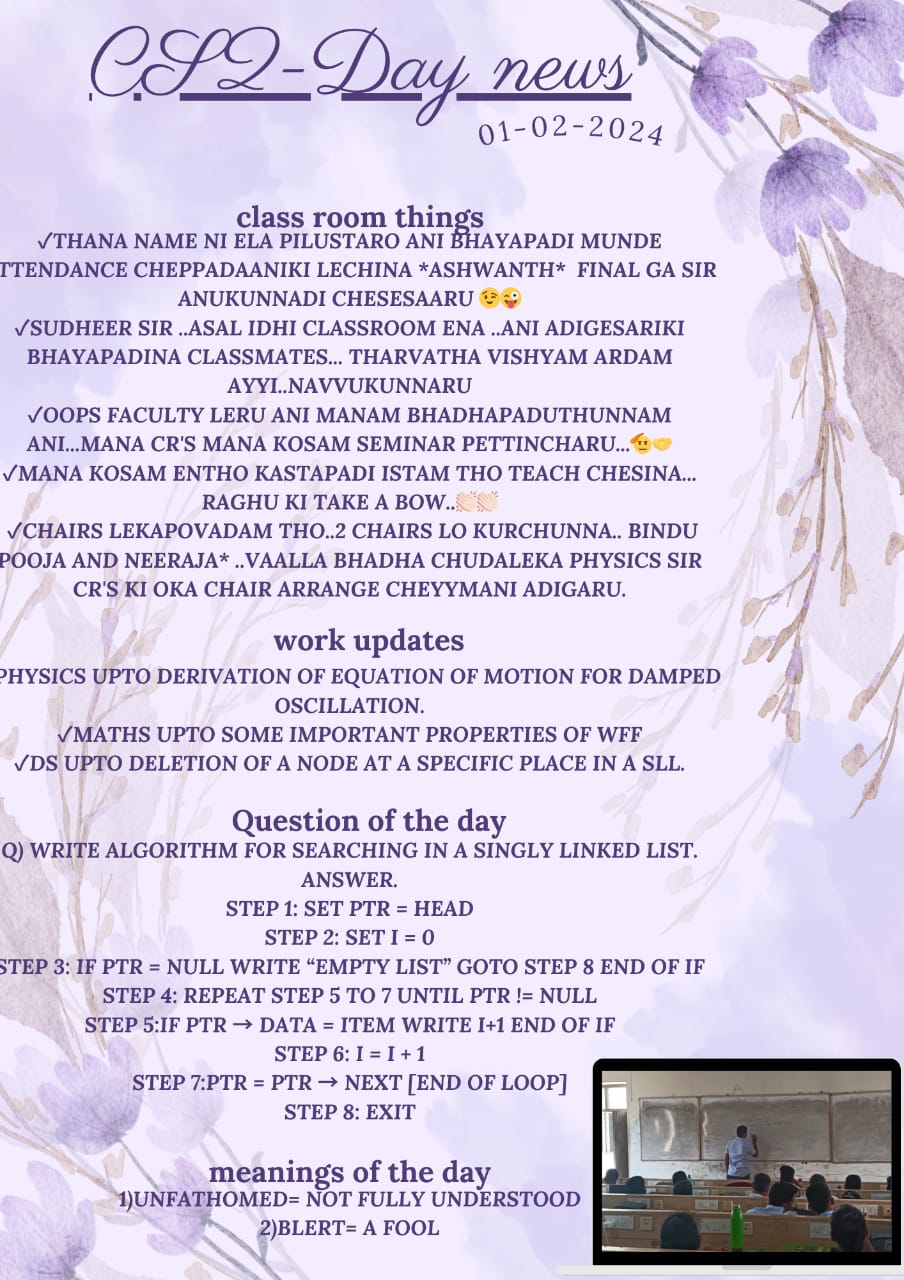 CS2-Day news
01-02-2024
class room things
✓THANA NAME NI ELA PILUSTARO ANI BHAYAPADI MUNDE
TTENDANCE CHEPPADAANIKI LECHINA *ASHWANTH* FINAL GA SIR
ANUKUNNADI CHESESAARU 😉😜
✓SUDHEER SIR ..ASAL IDHI CLASSROOM ENA ..ANI ADIGESARIKI
BHAYAPADINA CLASSMATES... THARVATHA VISHYAM ARDAM
AYYI..NAVVUKUNNARU
✓OOPS FACULTY LERU ANI MANAM BHADHAPADUTHUNNAM
ANI...MANA CR'S MANA KOSAM SEMINAR PETTINCHARU...🫡🤝
✓MANA KOSAM ENTHO KASTAPADI ISTAM THO TEACH CHESINA...
RAGHU KI TAKE A BOW..👏🏻👏🏻
✓CHAIRS LEKAPOVADAM THO..2 CHAIRS LO KURCHUNNA.. BINDU
POOJA AND NEERAJA* ..VAALLA BHADHA CHUDALEKA PHYSICS SIR
CR'S KI OKA CHAIR ARRANGE CHEYYMANI ADIGARU.
work updates
PHYSICS UPTO DERIVATION OF EQUATION OF MOTION FOR DAMPED
OSCILLATION.
✓MATHS UPTO SOME IMPORTANT PROPERTIES OF WFF
✓DS UPTO DELETION OF A NODE AT A SPECIFIC PLACE IN A SLL.
Question of the day
Q) WRITE ALGORITHM FOR SEARCHING IN A SINGLY LINKED LIST.
ANSWER.
STEP 1: SET PTR = HEAD
STEP 2: SET I = 0
STEP 3: IF PTR = NULL WRITE “EMPTY LIST” GOTO STEP 8 END OF IF
STEP 4: REPEAT STEP 5 TO 7 UNTIL PTR != NULL
STEP 5:IF PTR → DATA = ITEM WRITE I+1 END OF IF
STEP 6: I = I + 1
STEP 7:PTR = PTR → NEXT [END OF LOOP]
STEP 8: EXIT
meanings of the day
1)UNFATHOMED= NOT FULLY UNDERSTOOD
2)BLERT= A FOOL